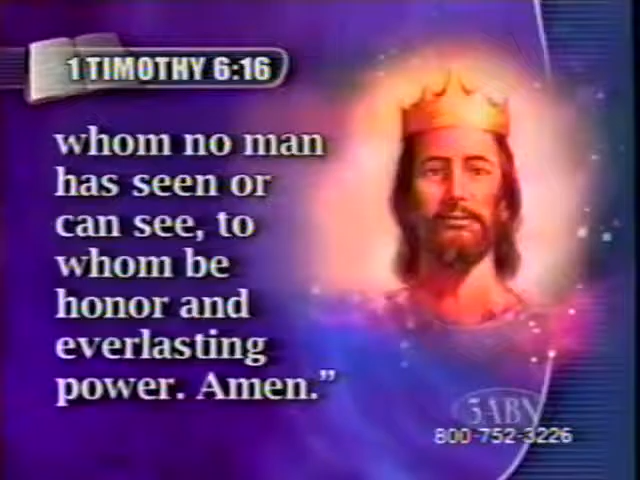 1 TIMOTHY 6:16
whom no man
has seen or
can see, to
whom be
honor and
everlasting
power. Amen.”
3ABN
800-752-3226